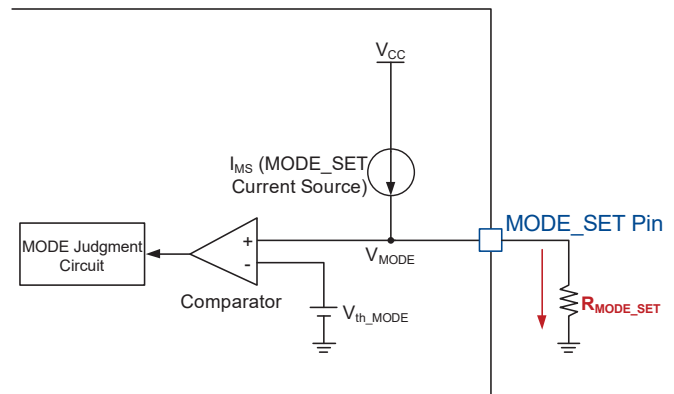 VCC
IMS (MODE_SET
Current Source)
MODE_SET Pin
MODE Judgment
Circuit
+
-
VMODE
Comparator
Vth_MODE
RMODE_SET